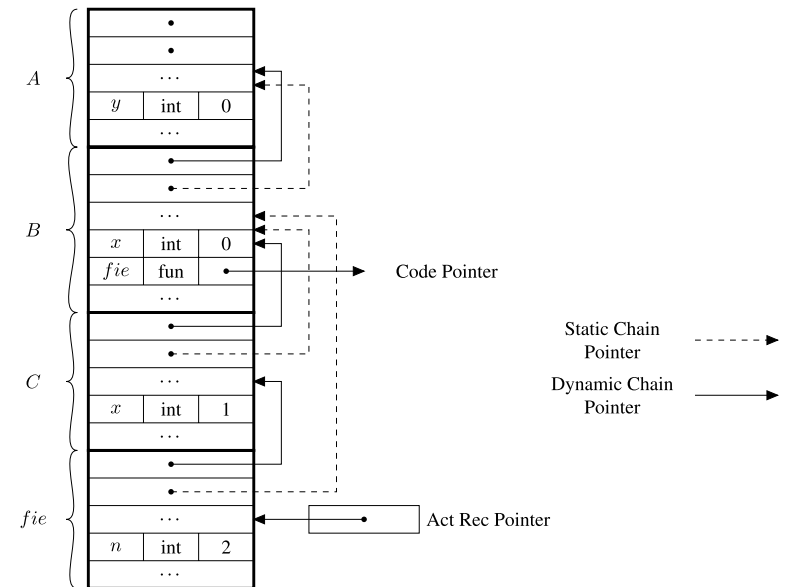 A
...
y int 0
...
B
...
x int 0
fie fun
...
Code Pointer
Static Chain
Pointer
Dynamic Chain
Pointer
C
...
x int 1
...
fie
...
Act Rec Pointer
n int 2
...